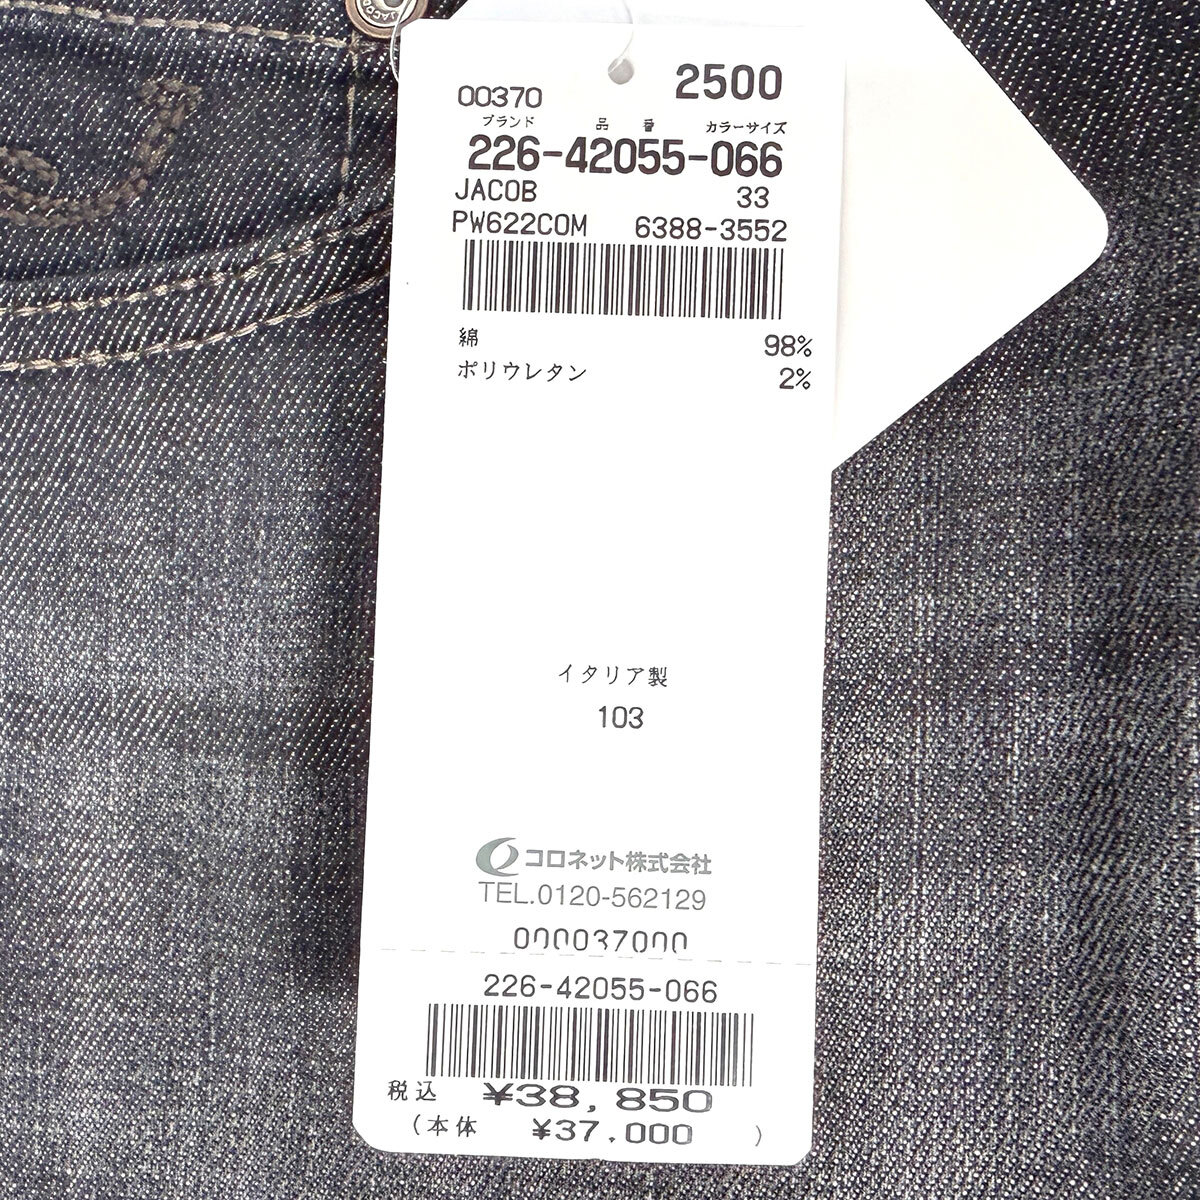 2500
00370
ブランド 品 番 カラーサイズ
226-42055-066
JACOB 33
PW622COM 6388-3552
綿 98%
ポリウレタン 2%
イタリア製
103
コロネット株式会社
TEL.0120-562129
000037000
226-42055-066
税込 ¥38,850
(本体 ¥37,000 )